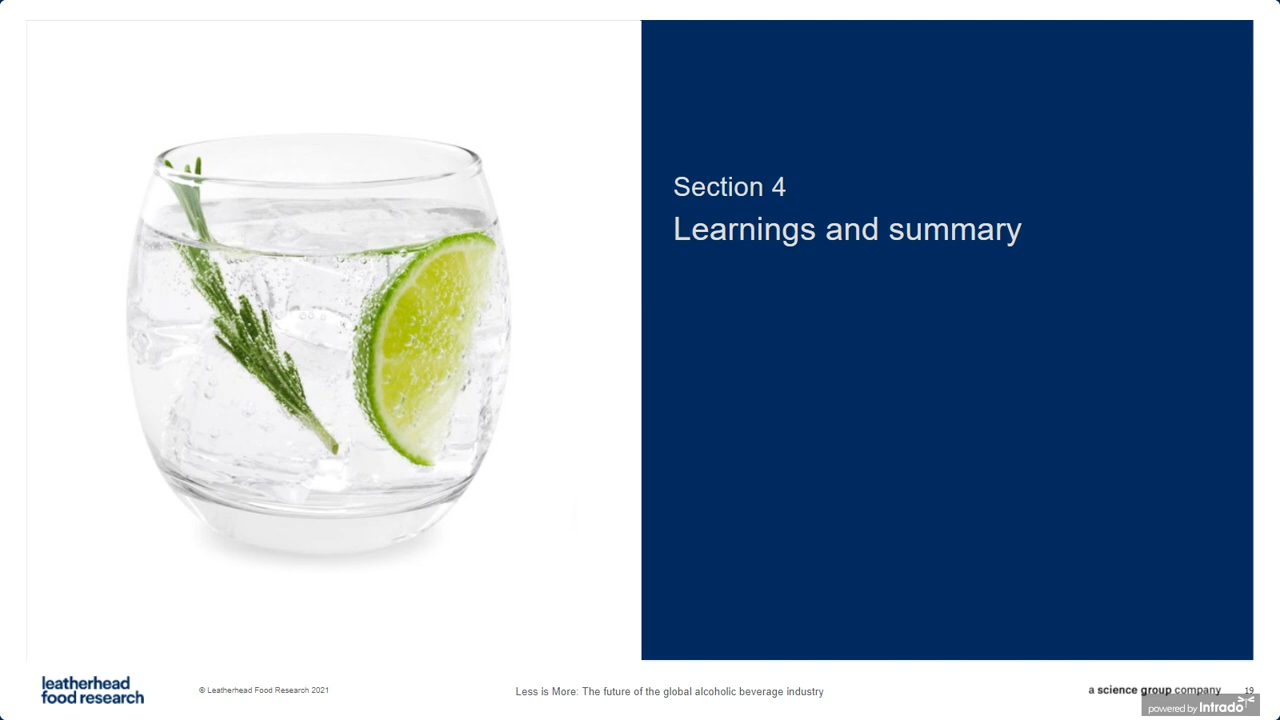 Section 4
Learnings and summary
leatherhead
food research
© Leatherhead Food Research 2021
Less is More: The future of the global alcoholic beverage industry
a science group company
19
powered by Intrado